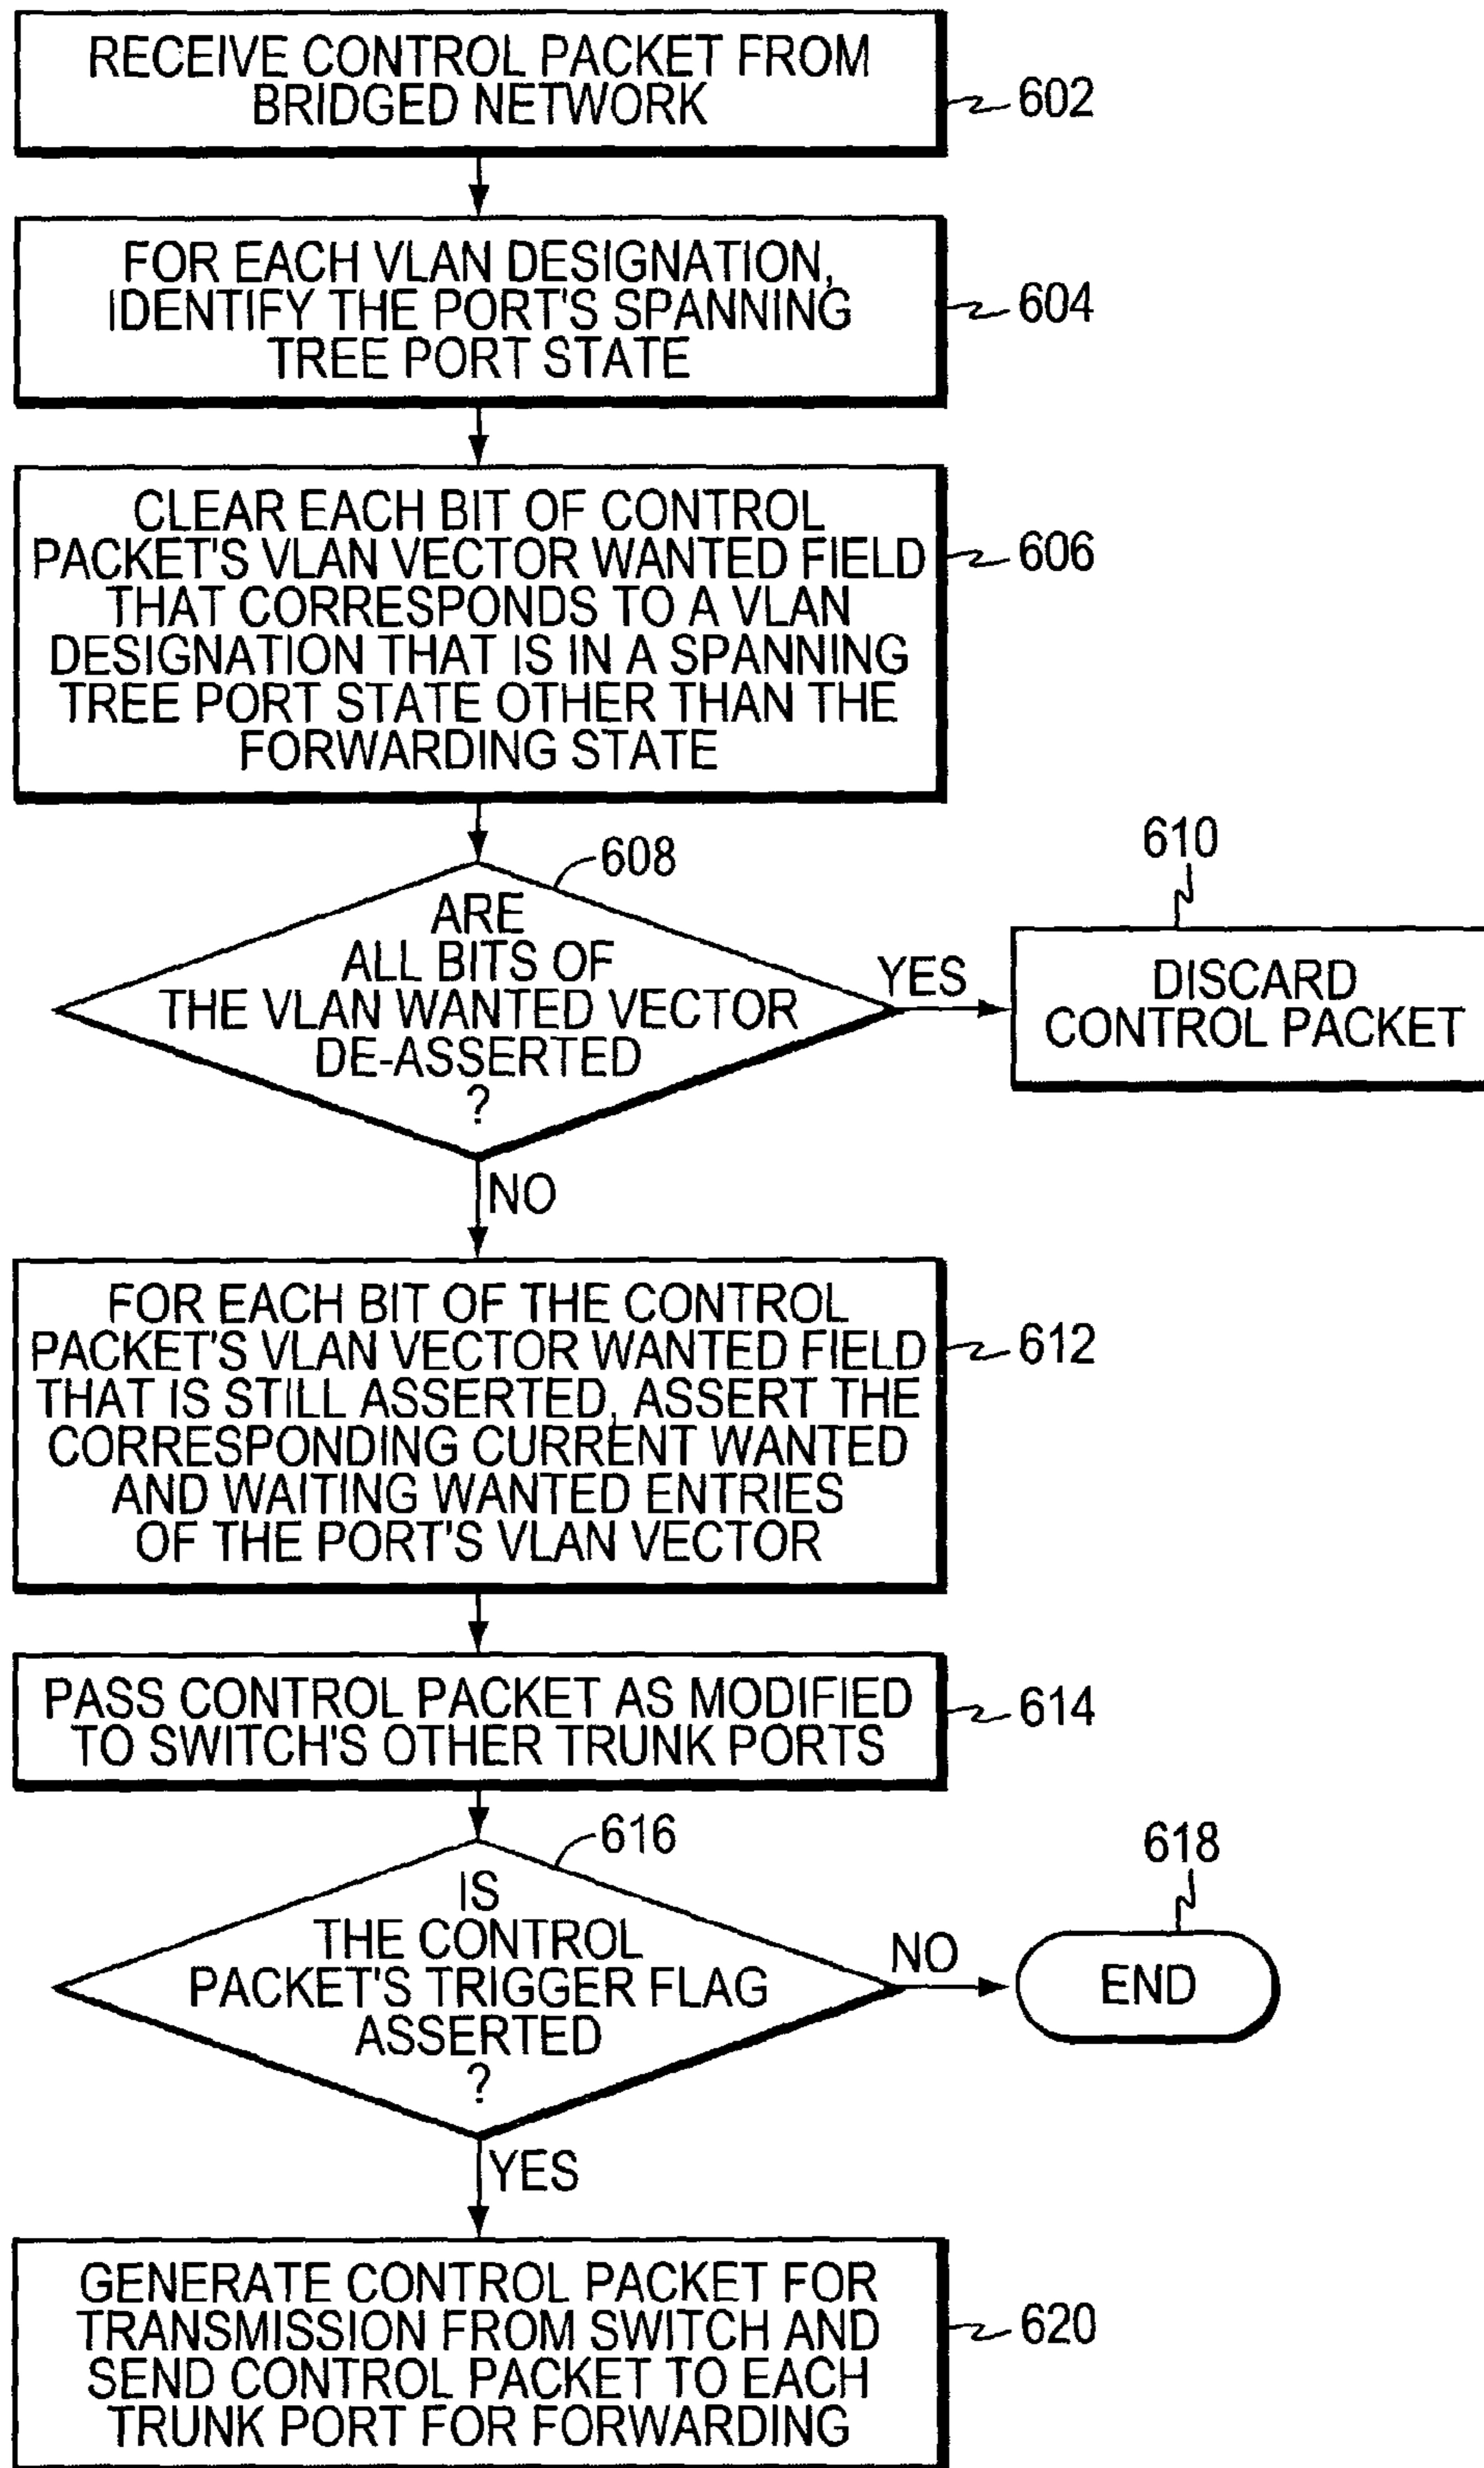 RECEIVE CONTROL PACKET FROM
BRIDGED NETWORK
602
FOR EACH VLAN DESIGNATION,
IDENTIFY THE PORT'S SPANNING
TREE PORT STATE
604
CLEAR EACH BIT OF CONTROL
PACKET'S VLAN VECTOR WANTED FIELD
THAT CORRESPONDS TO A VLAN
DESIGNATION THAT IS IN A SPANNING
TREE PORT STATE OTHER THAN THE
FORWARDING STATE
606
608
ARE
ALL BITS OF
THE VLAN WANTED VECTOR
DE-ASSERTED
?
YES
610
DISCARD
CONTROL PACKET
NO
FOR EACH BIT OF THE CONTROL
PACKET'S VLAN VECTOR WANTED FIELD
THAT IS STILL ASSERTED, ASSERT THE
CORRESPONDING CURRENT WANTED
AND WAITING WANTED ENTRIES
OF THE PORT'S VLAN VECTOR
612
PASS CONTROL PACKET AS MODIFIED
TO SWITCH'S OTHER TRUNK PORTS
614
616
IS
THE CONTROL
PACKET'S TRIGGER FLAG
ASSERTED
?
NO
618
END
YES
GENERATE CONTROL PACKET FOR
TRANSMISSION FROM SWITCH AND
SEND CONTROL PACKET TO EACH
TRUNK PORT FOR FORWARDING
620